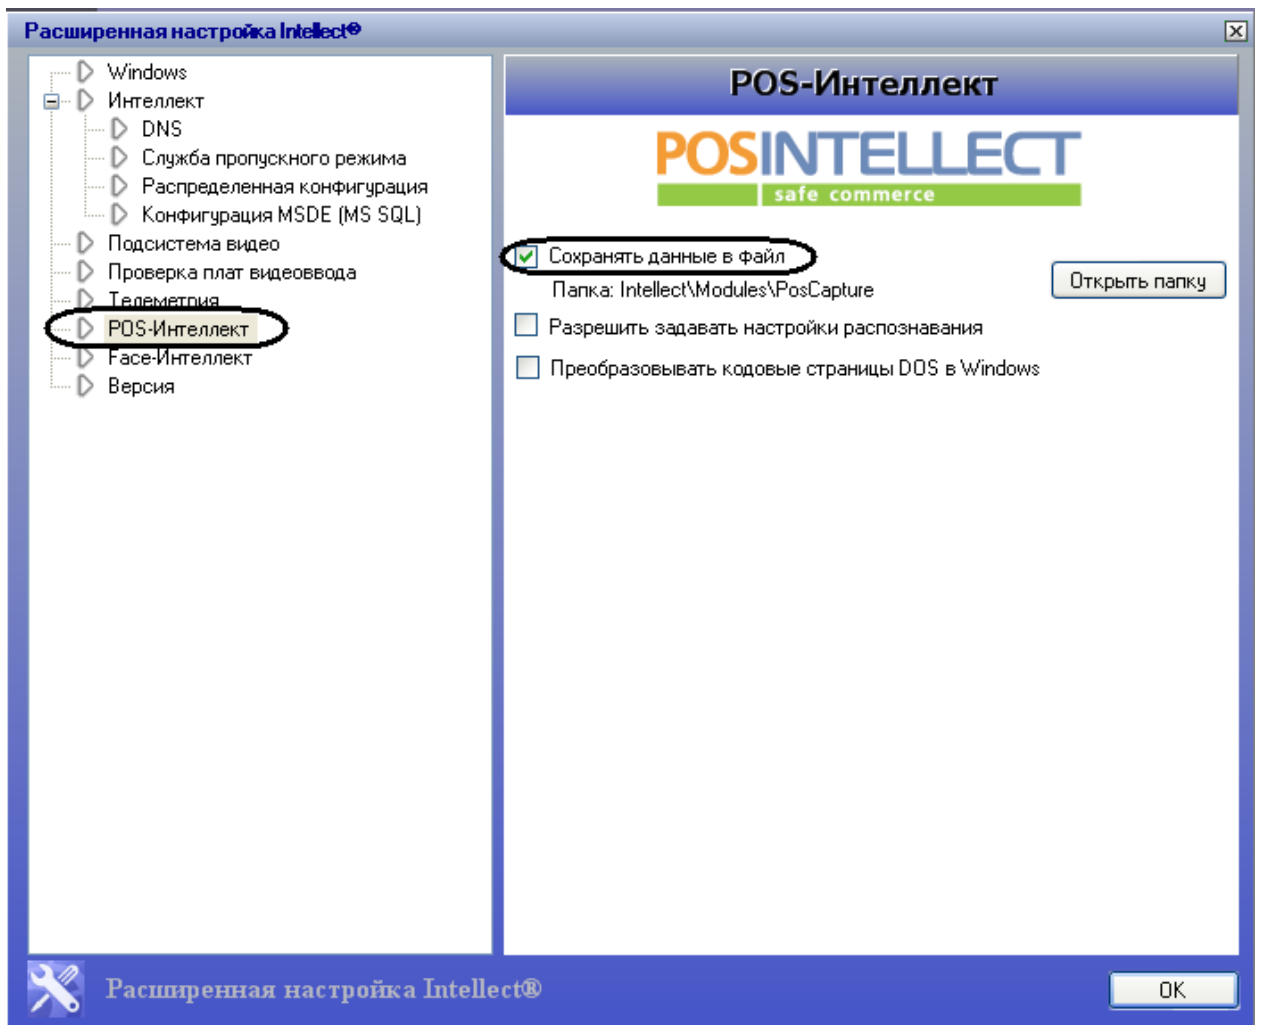 Расширенная настройка Intellect®
Windows
Интеллект
DNS
Служба пропускного режима
Распределенная конфигурация
Конфигурация MSDE (MS SQL)
Подсистема видео
Проверка плат видеоввода
Телеметрия
POS-Интеллект
Face-Интеллект
Версия
POS-Интеллект
POSINTELLECT
safe commerce
Сохранять данные в файл
Папка: Intellect\Modules\PosCapture
Открыть папку
Разрешить задавать настройки распознавания
Преобразовывать кодовые страницы DOS в Windows
Расширенная настройка Intellect®
OK